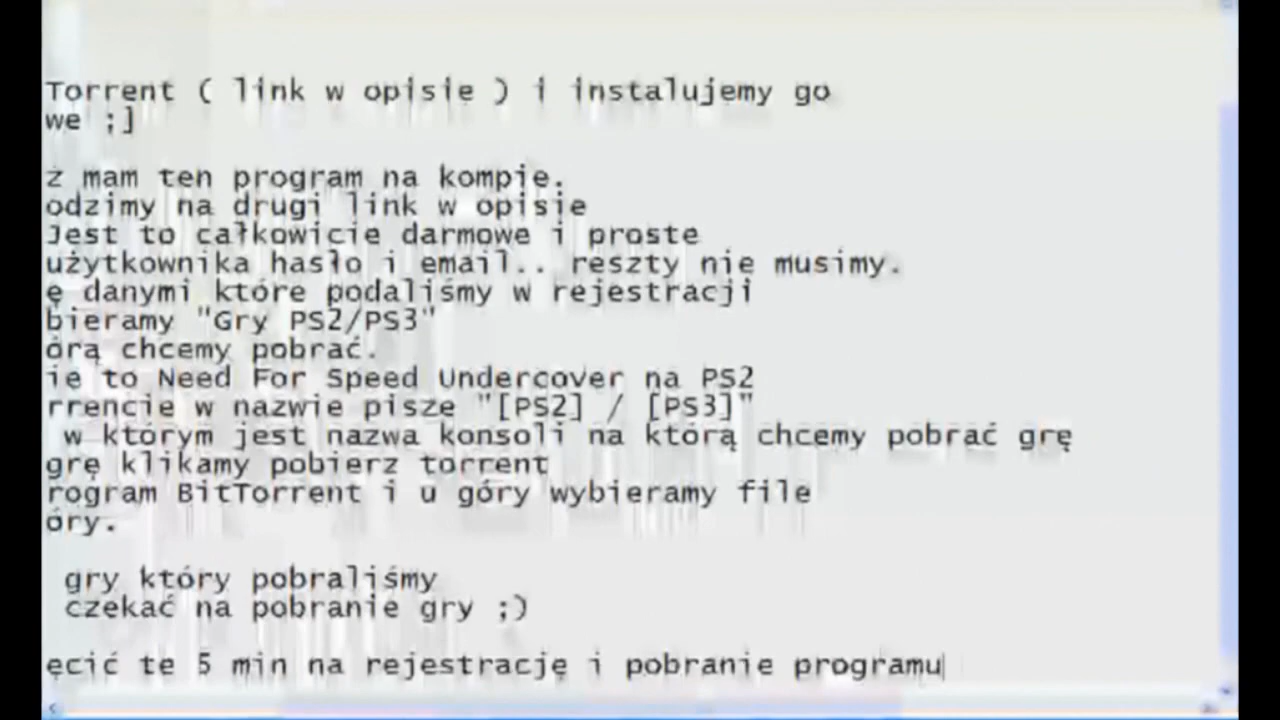 Torrent ( link w opisie ) i instalujemy go
we ;]
ż mam ten program na kompie.
odzimy na drugi link w opisie
Jest to całkowicie darmowe i proste
użytkownika hasło i email.. reszty nie musimy.
ę danymi które podaliśmy w rejestracji
bieramy "Gry PS2/PS3"
órą chcemy pobrać.
ie to Need For Speed Undercover na PS2
rrencie w nazwie pisze "[PS2] / [PS3]"
w którym jest nazwa konsoli na którą chcemy pobrać grę
grę klikamy pobierz torrent
rogram BitTorrent i u góry wybieramy file
óry.
gry który pobraliśmy
czekać na pobranie gry ;)
ęcić te 5 min na rejestrację i pobranie programu